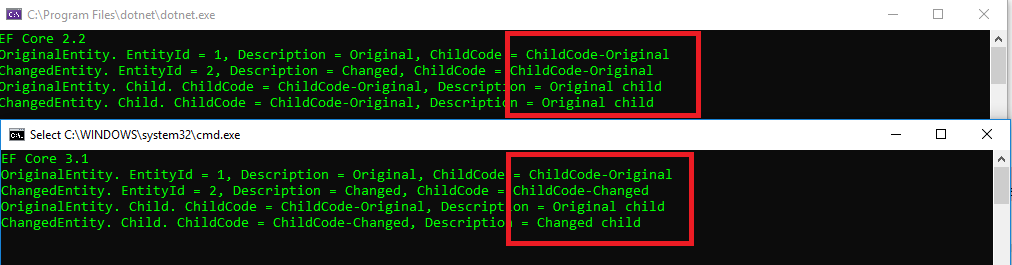 C:\Program Files\dotnet\dotnet.exe
EF Core 2.2
OriginalEntity. EntityId = 1, Description = Original, ChildCode = ChildCode-Original
ChangedEntity. EntityId = 2, Description = Changed, ChildCode = ChildCode-Original
OriginalEntity. Child. ChildCode = ChildCode-Original, Description = Original child
ChangedEntity. Child. ChildCode = ChildCode-Original, Description = Original child
Select C:\WINDOWS\system32\cmd.exe
EF Core 3.1
OriginalEntity. EntityId = 1, Description = Original, ChildCode = ChildCode-Original
ChangedEntity. EntityId = 2, Description = Changed, ChildCode = ChildCode-Changed
OriginalEntity. Child. ChildCode = ChildCode-Original, Description = Original child
ChangedEntity. Child. ChildCode = ChildCode-Changed, Description = Changed child